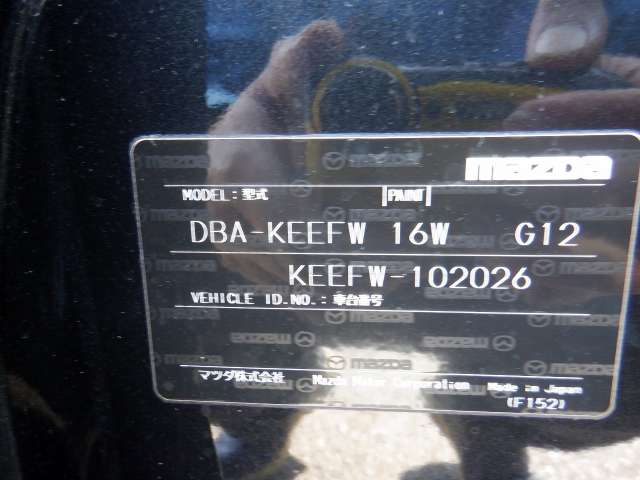 mazda
MODEL:型式 PAINT
DBA-KEEFW 16W G12
KEEFW-102026
VEHICLE ID.NO.:車台番号
マツダ株式会社 Mazda Motor Corporation Made in Japan
(F152)